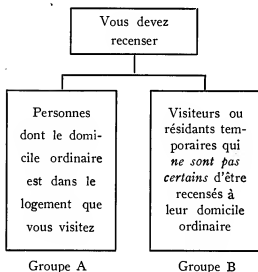 Vous devez
recenser
Personnes
dont le domi-
cile ordinaire
est dans le
logement que
vous visitez
Visiteurs ou
résidants tem-
poraires qui
ne sont pas
certains d'être
recensés à
leur domicile
ordinaire
Groupe A
Groupe B